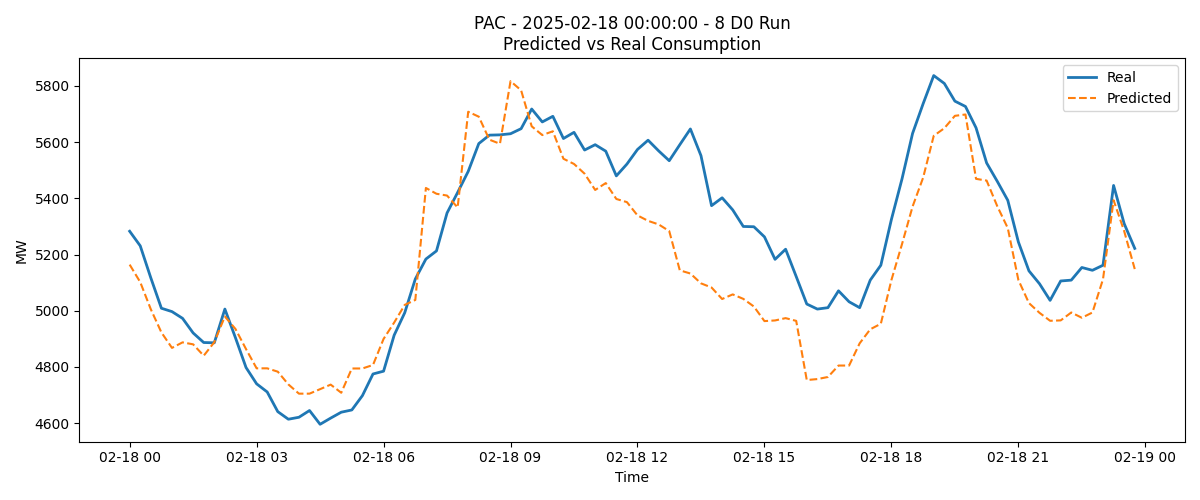 PAC - 2025-02-18 00:00:00 - 8 D0 Run
Predicted vs Real Consumption
Real
Predicted
MW
5800
5600
5400
5200
5000
4800
4600
02-18 00
02-18 03
02-18 06
02-18 09
02-18 12
02-18 15
02-18 18
02-18 21
02-19 00
Time